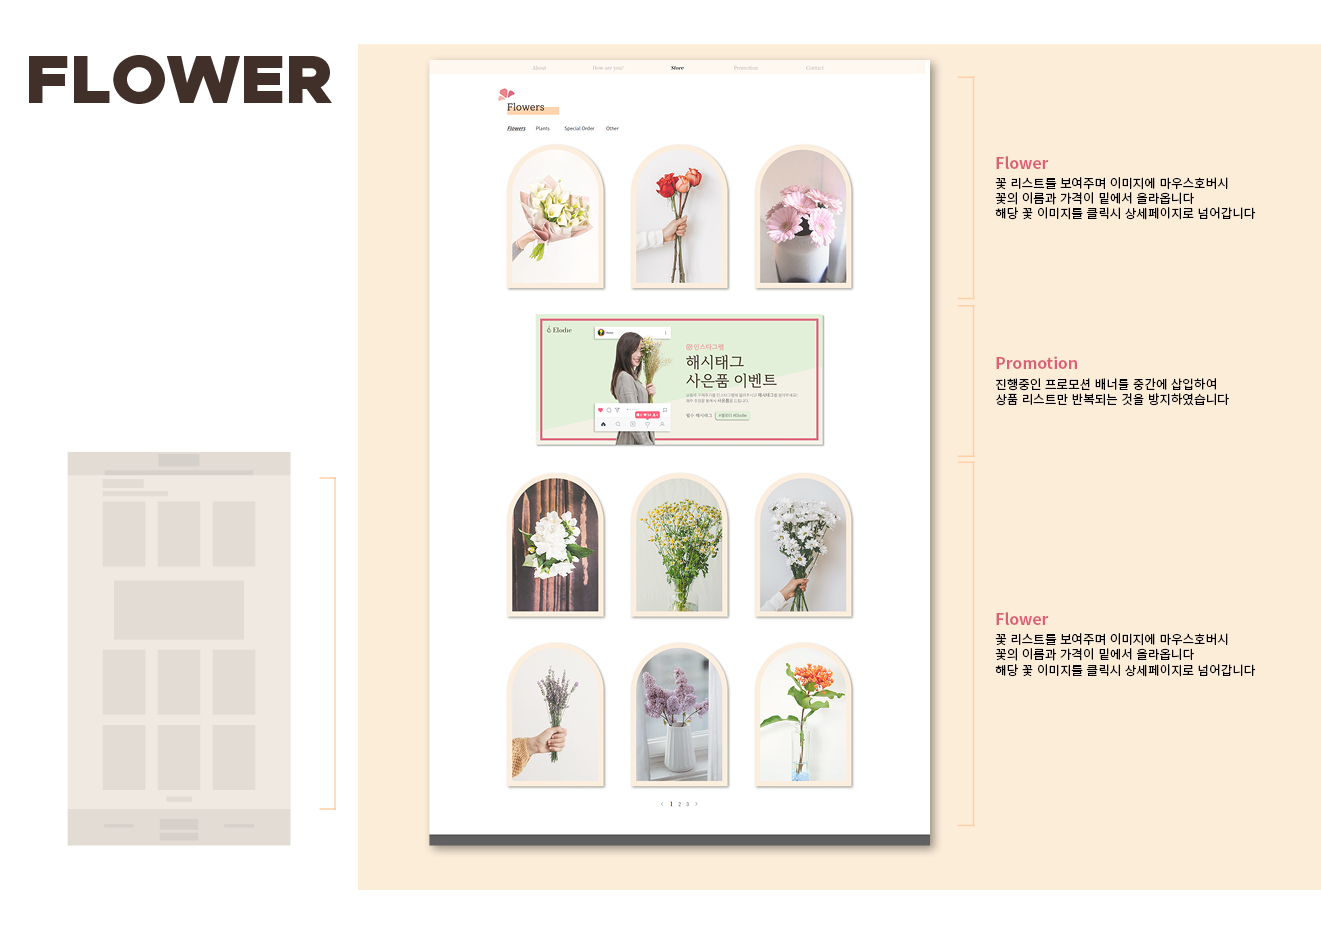 FLOWER
About How are you? Store Promotion Contact
Flowers
Flowers Plants Special Order Other
Elodie
인스타그램
해시태그
사은품 이벤트
필수 해시태그 #엘로디 #Elodie
< 1 2 3 >
Flower
꽃 리스트를 보여주며 이미지에 마우스호버시
꽃의 이름과 가격이 밑에서 올라옵니다
해당 꽃 이미지를 클릭시 상세페이지로 넘어갑니다
Promotion
진행중인 프로모션 배너를 중간에 삽입하여
상품 리스트만 반복되는 것을 방지하였습니다
Flower
꽃 리스트를 보여주며 이미지에 마우스호버시
꽃의 이름과 가격이 밑에서 올라옵니다
해당 꽃 이미지를 클릭시 상세페이지로 넘어갑니다